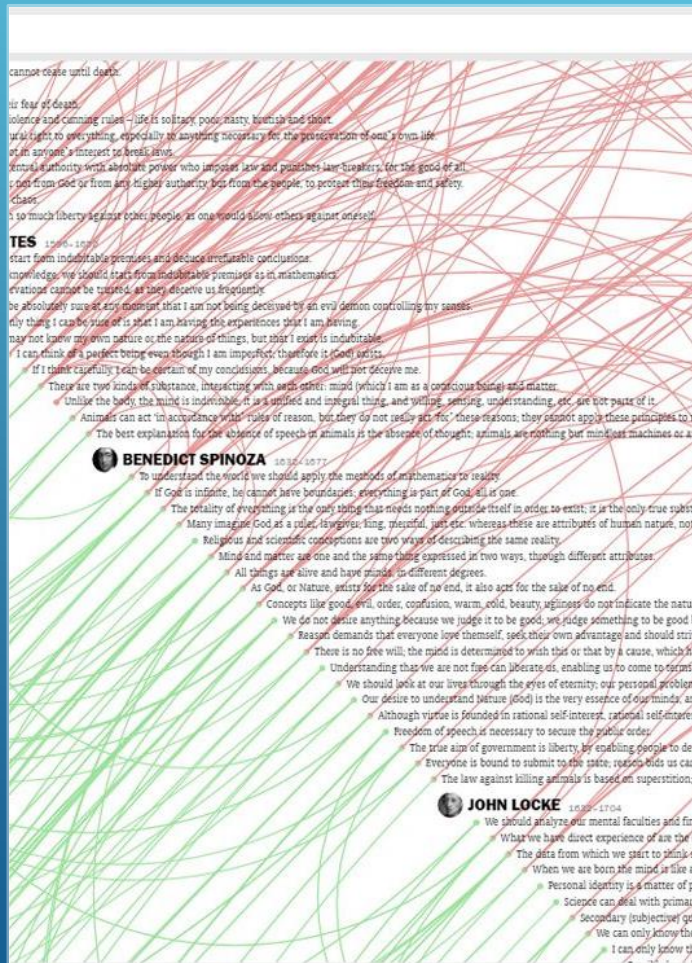 cannot cease until death.
eir fear of death.
iolence and cunning rules – life is solitary, poor, nasty, brutish and short.
ural right to everything, especially to anything necessary for the preservation of one's own life.
ot in anyone's interest to break laws.
entral authority with absolute power who imposes law and punishes law-breakers, for the good of all.
not from God or from any higher authority, but from the people, to protect their freedom and safety.
chaos.
h so much liberty against other people, as one would allow others against oneself.
TES 1596–1650
start from indubitable premises and deduce irrefutable conclusions.
knowledge, we should start from indubitable premises as in mathematics.
ervations cannot be trusted, as they deceive us frequently.
be absolutely sure at any moment that I am not being deceived by an evil demon controlling my senses.
nly thing I can be sure of is that I am having the experiences that I am having.
may not know my own nature or the nature of things, but that I exist is indubitable.
I can think of a perfect being even though I am imperfect, therefore it (God) exists.
If I think carefully, I can be certain of my conclusions, because God will not deceive me.
There are two kinds of substance, interacting with each other: mind (which I am as a conscious being) and matter.
Unlike the body, the mind is indivisible, it is a unified and integral thing, and willing, sensing, understanding, etc. are not parts of it.
Animals can act 'in accordance with' rules of reason, but they do not really act 'for' these reasons; they cannot apply these principles to
The best explanation for the absence of speech in animals is the absence of thought; animals are nothing but mindless machines or a
BENEDICT SPINOZA 1632–1677
To understand the world we should apply the methods of mathematics to reality.
If God is infinite, he cannot have boundaries; everything is part of God, all is one.
The totality of everything is the only thing that needs nothing outside itself in order to exist; it is the only true subst
Many imagine God as a ruler, lawgiver, king, merciful, just etc. whereas these are attributes of human nature, not
Religious and scientific conceptions are two ways of describing the same reality.
Mind and matter are one and the same thing expressed in two ways, through different attributes.
All things are alive and have minds, in different degrees.
As God, or Nature, exists for the sake of no end, it also acts for the sake of no end.
Concepts like good, evil, order, confusion, warm, cold, beauty, ugliness do not indicate the natu
We do not desire anything because we judge it to be good; we judge something to be good
Reason demands that everyone love themself, seek their own advantage and should stri
There is no free will; the mind is determined to wish this or that by a cause, which h
Understanding that we are not free can liberate us, enabling us to come to terms
We should look at our lives through the eyes of eternity; our personal problem
Our desire to understand Nature (God) is the very essence of our minds, a
Although virtue is founded in rational self-interest, rational self-interes
Freedom of speech is necessary to secure the public order.
The true aim of government is liberty, by enabling people to de
Everyone is bound to submit to the state; reason bids us ca
The law against killing animals is based on superstition;
JOHN LOCKE 1632–1704
We should analyze our mental faculties and fin
What we have direct experience of are the
The data from which we start to think
When we are born the mind is like a
Personal identity is a matter of p
Science can deal with primar
Secondary (subjective) qu
We can only know the
I can only know th